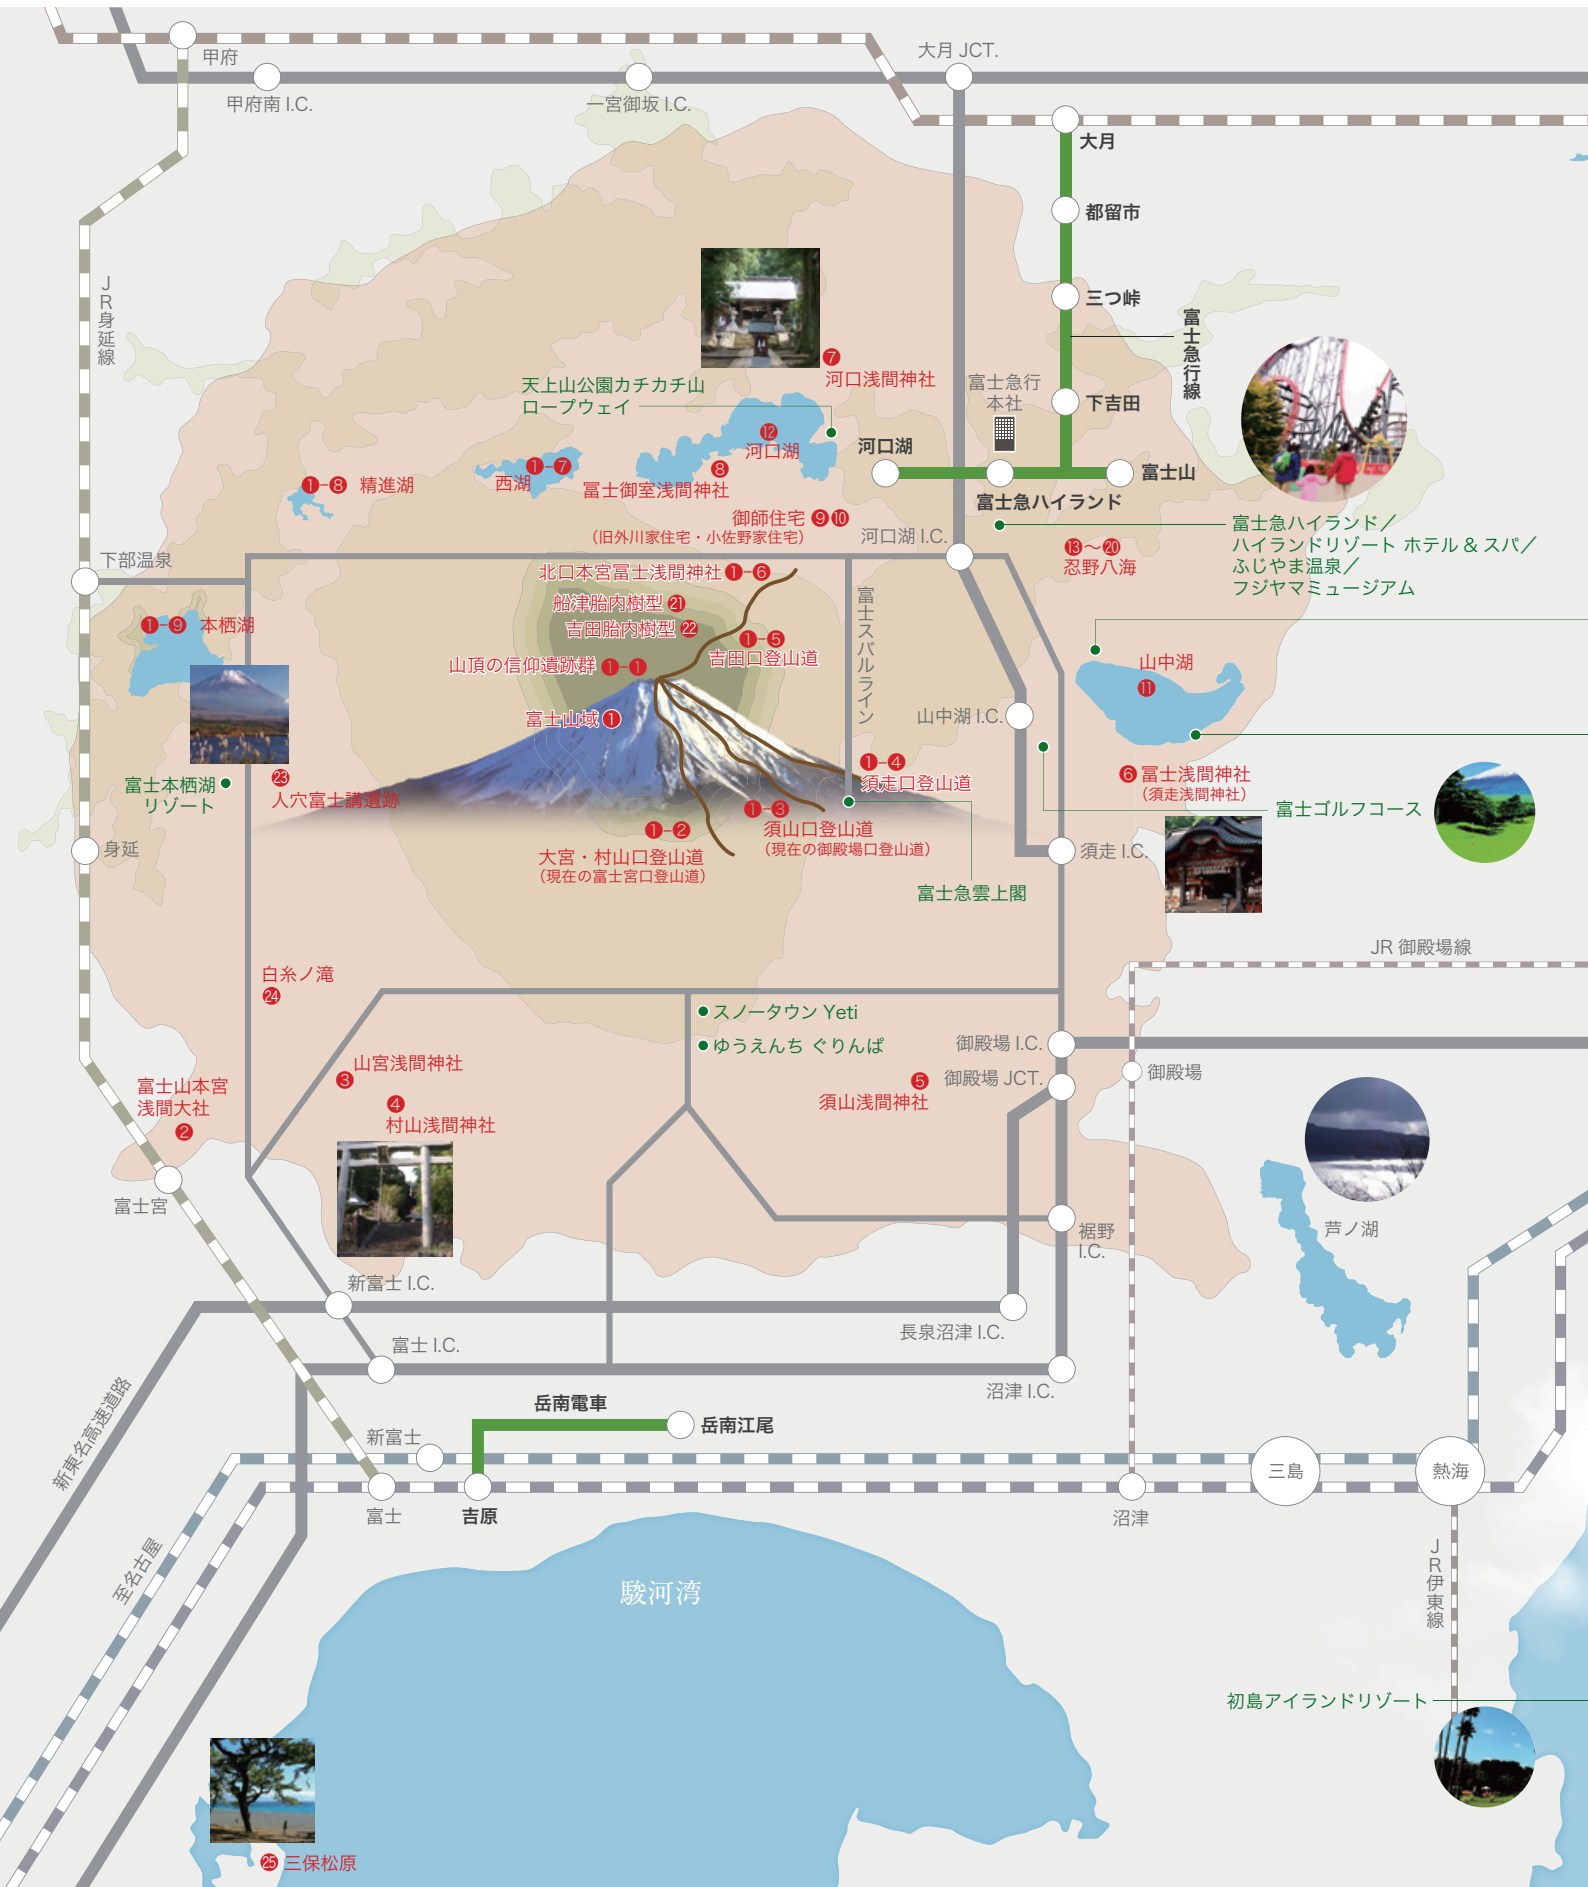 甲府
甲府南 I.C.
一宮御坂 I.C.
大月 JCT.
大月
都留市
三つ峠
富士急行線
下吉田
富士山
富士急行
本社
河口湖
富士急ハイランド
JR身延線
7
河口浅間神社
天上山公園カチカチ山
ロープウェイ
12
河口湖
1-7
西湖
8
冨士御室浅間神社
1-8 精進湖
御師住宅 9 10
（旧外川家住宅・小佐野家住宅）
河口湖 I.C.
富士急ハイランド／
ハイランドリゾート ホテル & スパ／
ふじやま温泉／
フジヤマミュージアム
13〜20
忍野八海
下部温泉
北口本宮冨士浅間神社 1-6
船津胎内樹型 21
吉田胎内樹型 22
1-5
吉田口登山道
山頂の信仰遺跡群 1-1
富士山域 1
富士スバルライン
1-9 本栖湖
山中湖
11
山中湖 I.C.
1-4
須走口登山道
6 冨士浅間神社
（須走浅間神社）
富士ゴルフコース
富士本栖湖
リゾート
23
人穴富士講遺跡
1-3
須山口登山道
（現在の御殿場口登山道）
1-2
大宮・村山口登山道
（現在の富士宮口登山道）
富士急雲上閣
身延
須走 I.C.
JR 御殿場線
白糸ノ滝
24
スノータウン Yeti
ゆうえんち ぐりんぱ
御殿場 I.C.
御殿場 JCT.
御殿場
山宮浅間神社
3
4
村山浅間神社
5
須山浅間神社
富士山本宮
浅間大社
2
富士宮
裾野
I.C.
芦ノ湖
新富士 I.C.
長泉沼津 I.C.
富士 I.C.
沼津 I.C.
新東名高速道路
岳南電車
岳南江尾
新富士
三島
熱海
富士
吉原
沼津
至名古屋
JR伊東線
駿河湾
初島アイランドリゾート
25 三保松原